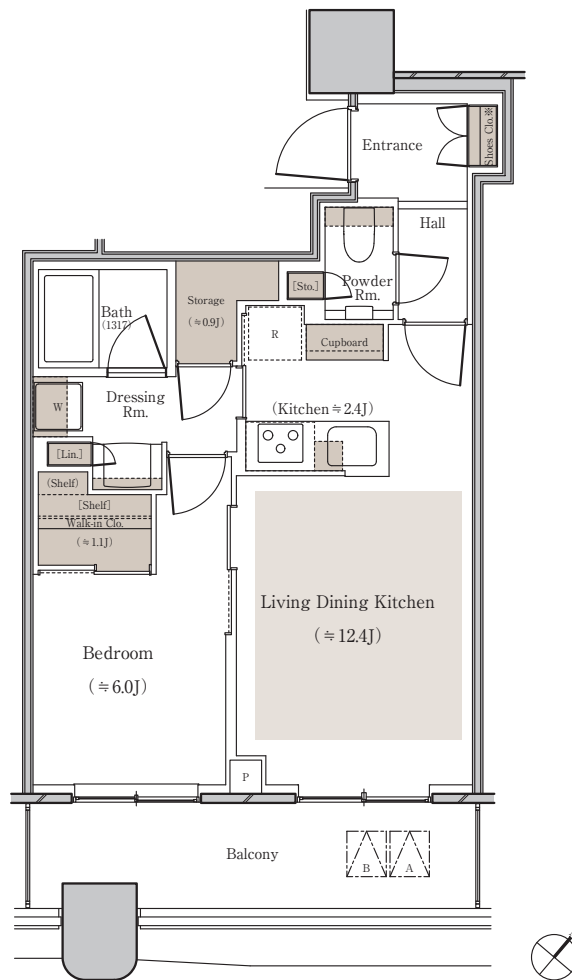 Entrance
Shoes Clo.※
Hall
[Sto.]
Powder
Rm.
Storage
(≒0.9J)
Bath
(1317)
R
Cupboard
Dressing
Rm.
W
(Kitchen≒2.4J)
[Lin.]
(Shelf)
[Shelf]
Walk-in Clo.
(≒1.1J)
Living Dining Kitchen
(≒12.4J)
Bedroom
(≒6.0J)
P
Balcony
B
A